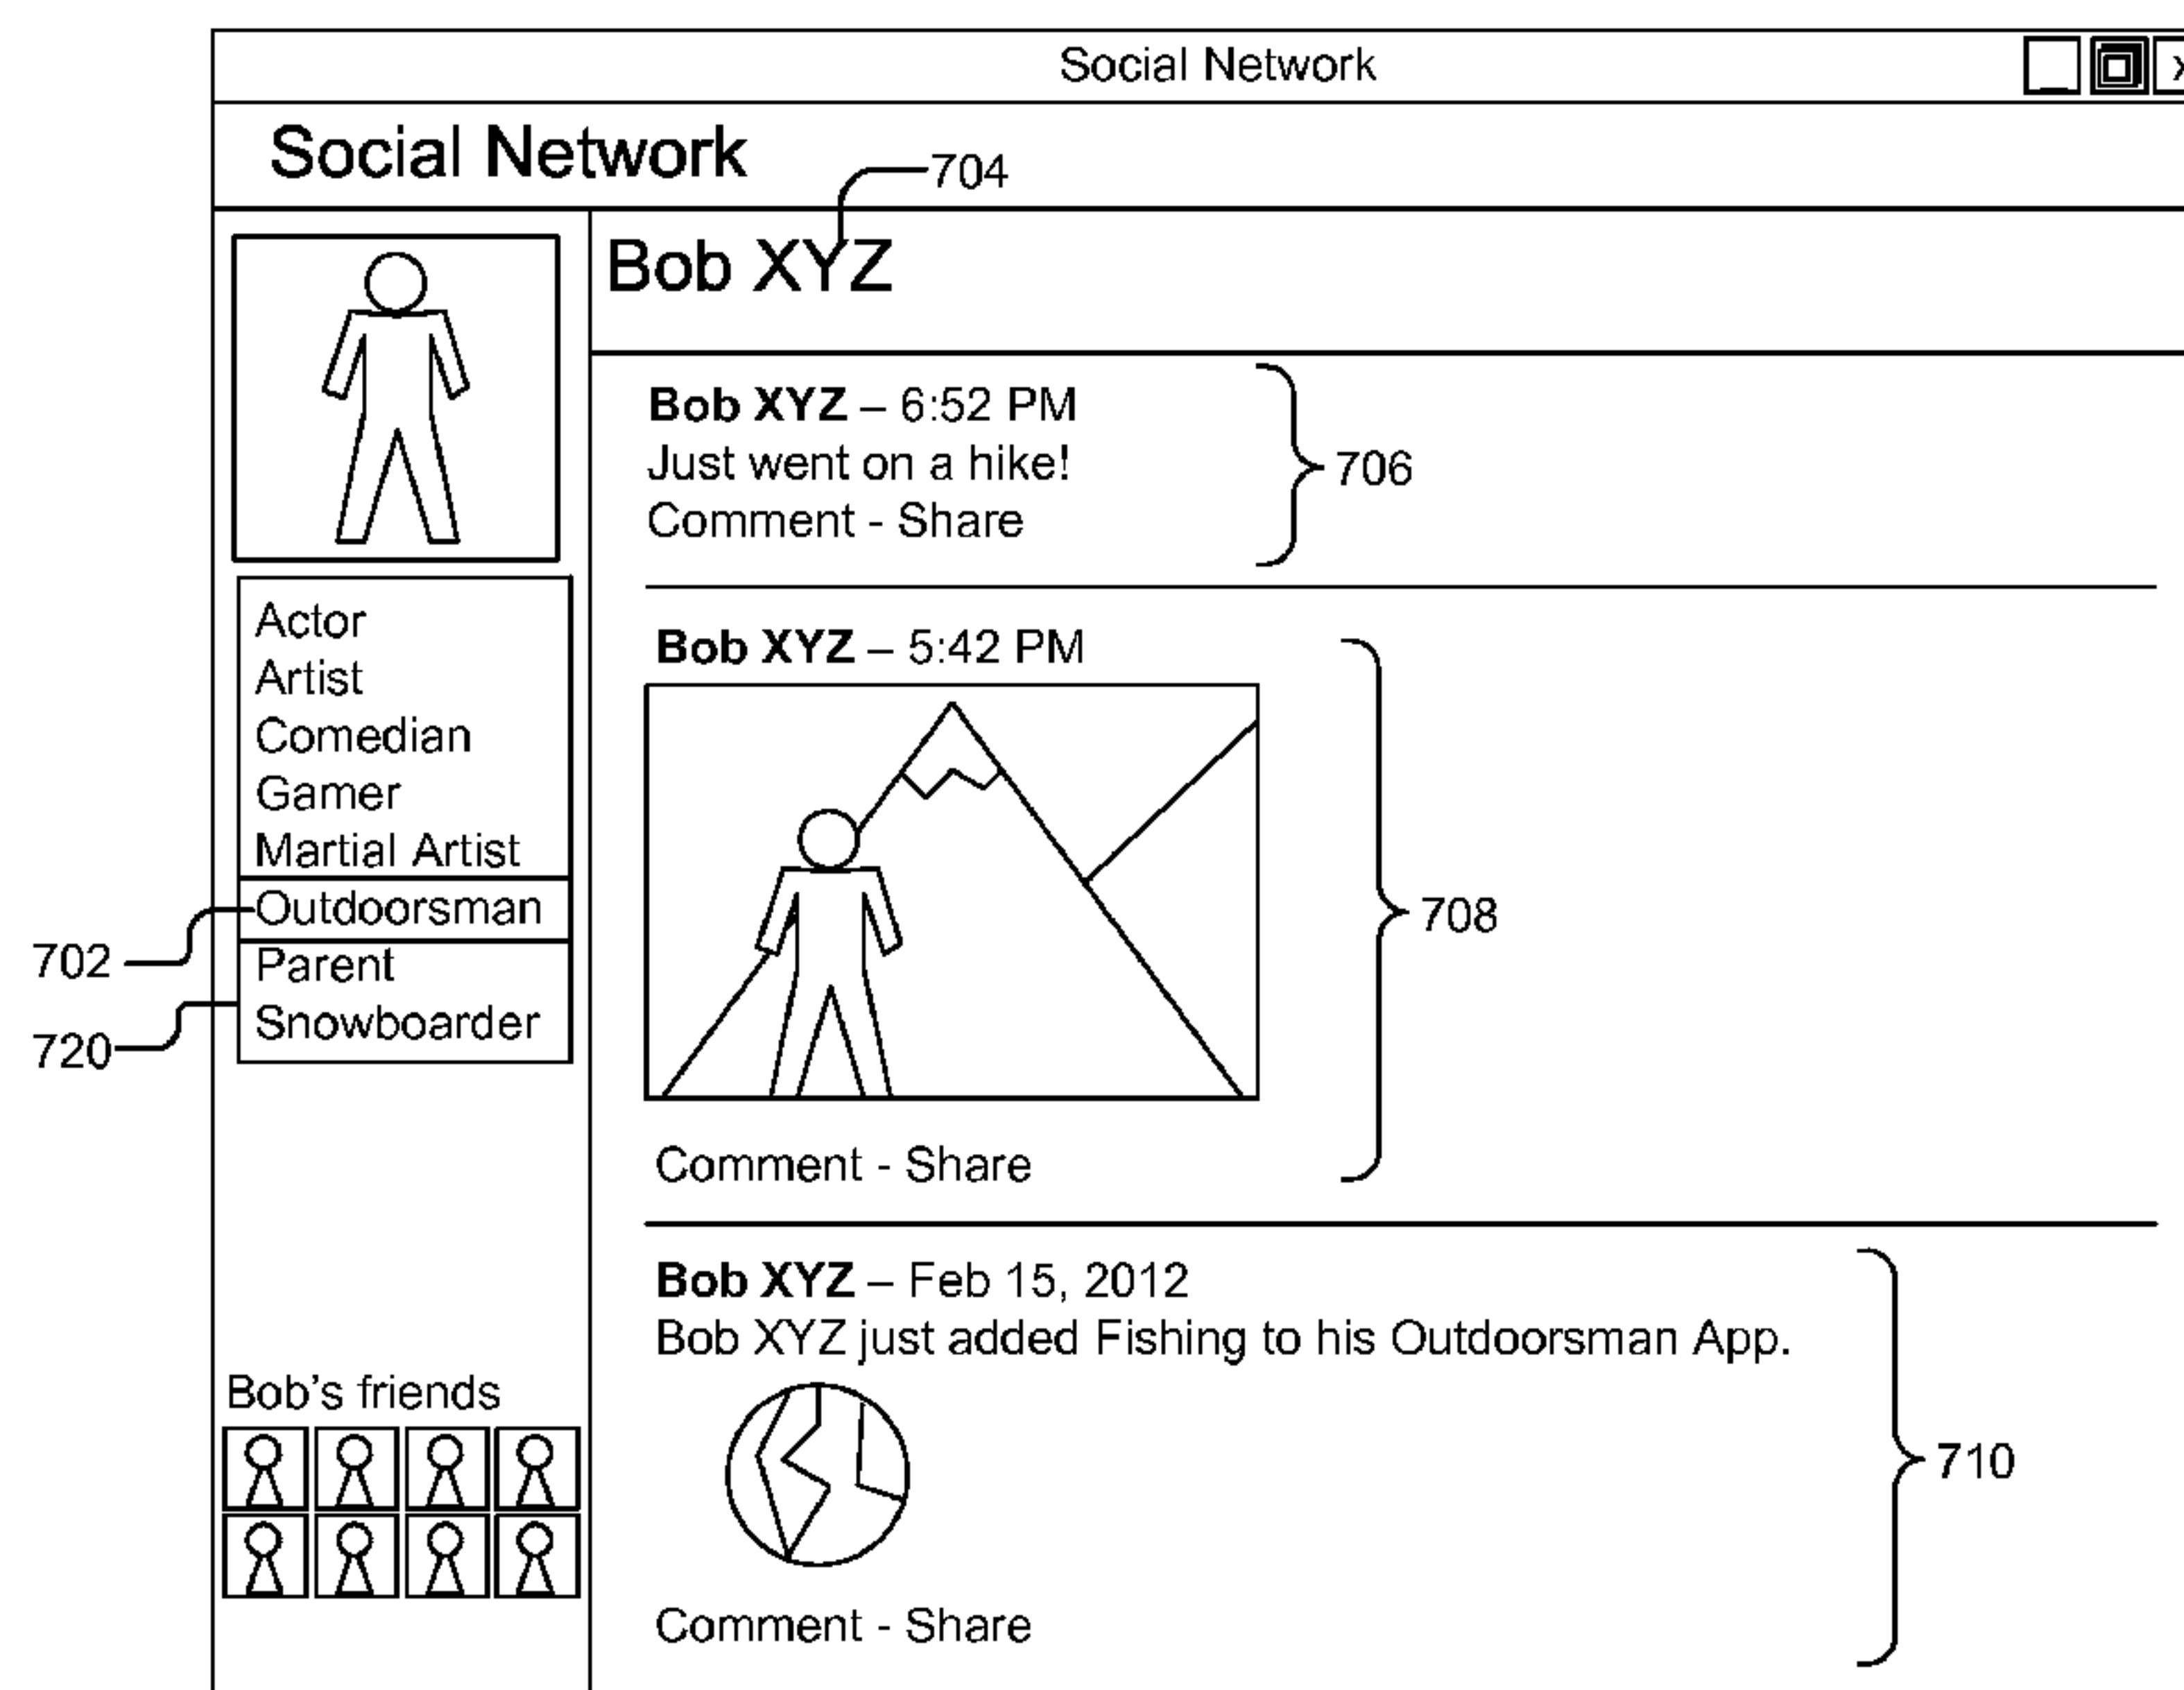 Social Network
x
Social Network
704
Bob XYZ
Bob XYZ – 6:52 PM
Just went on a hike!
Comment - Share
706
Actor
Artist
Comedian
Gamer
Martial Artist
Outdoorsman
Parent
Snowboarder
702
720
Bob XYZ – 5:42 PM
708
Comment - Share
Bob XYZ – Feb 15, 2012
Bob XYZ just added Fishing to his Outdoorsman App.
710
Comment - Share
Bob's friends